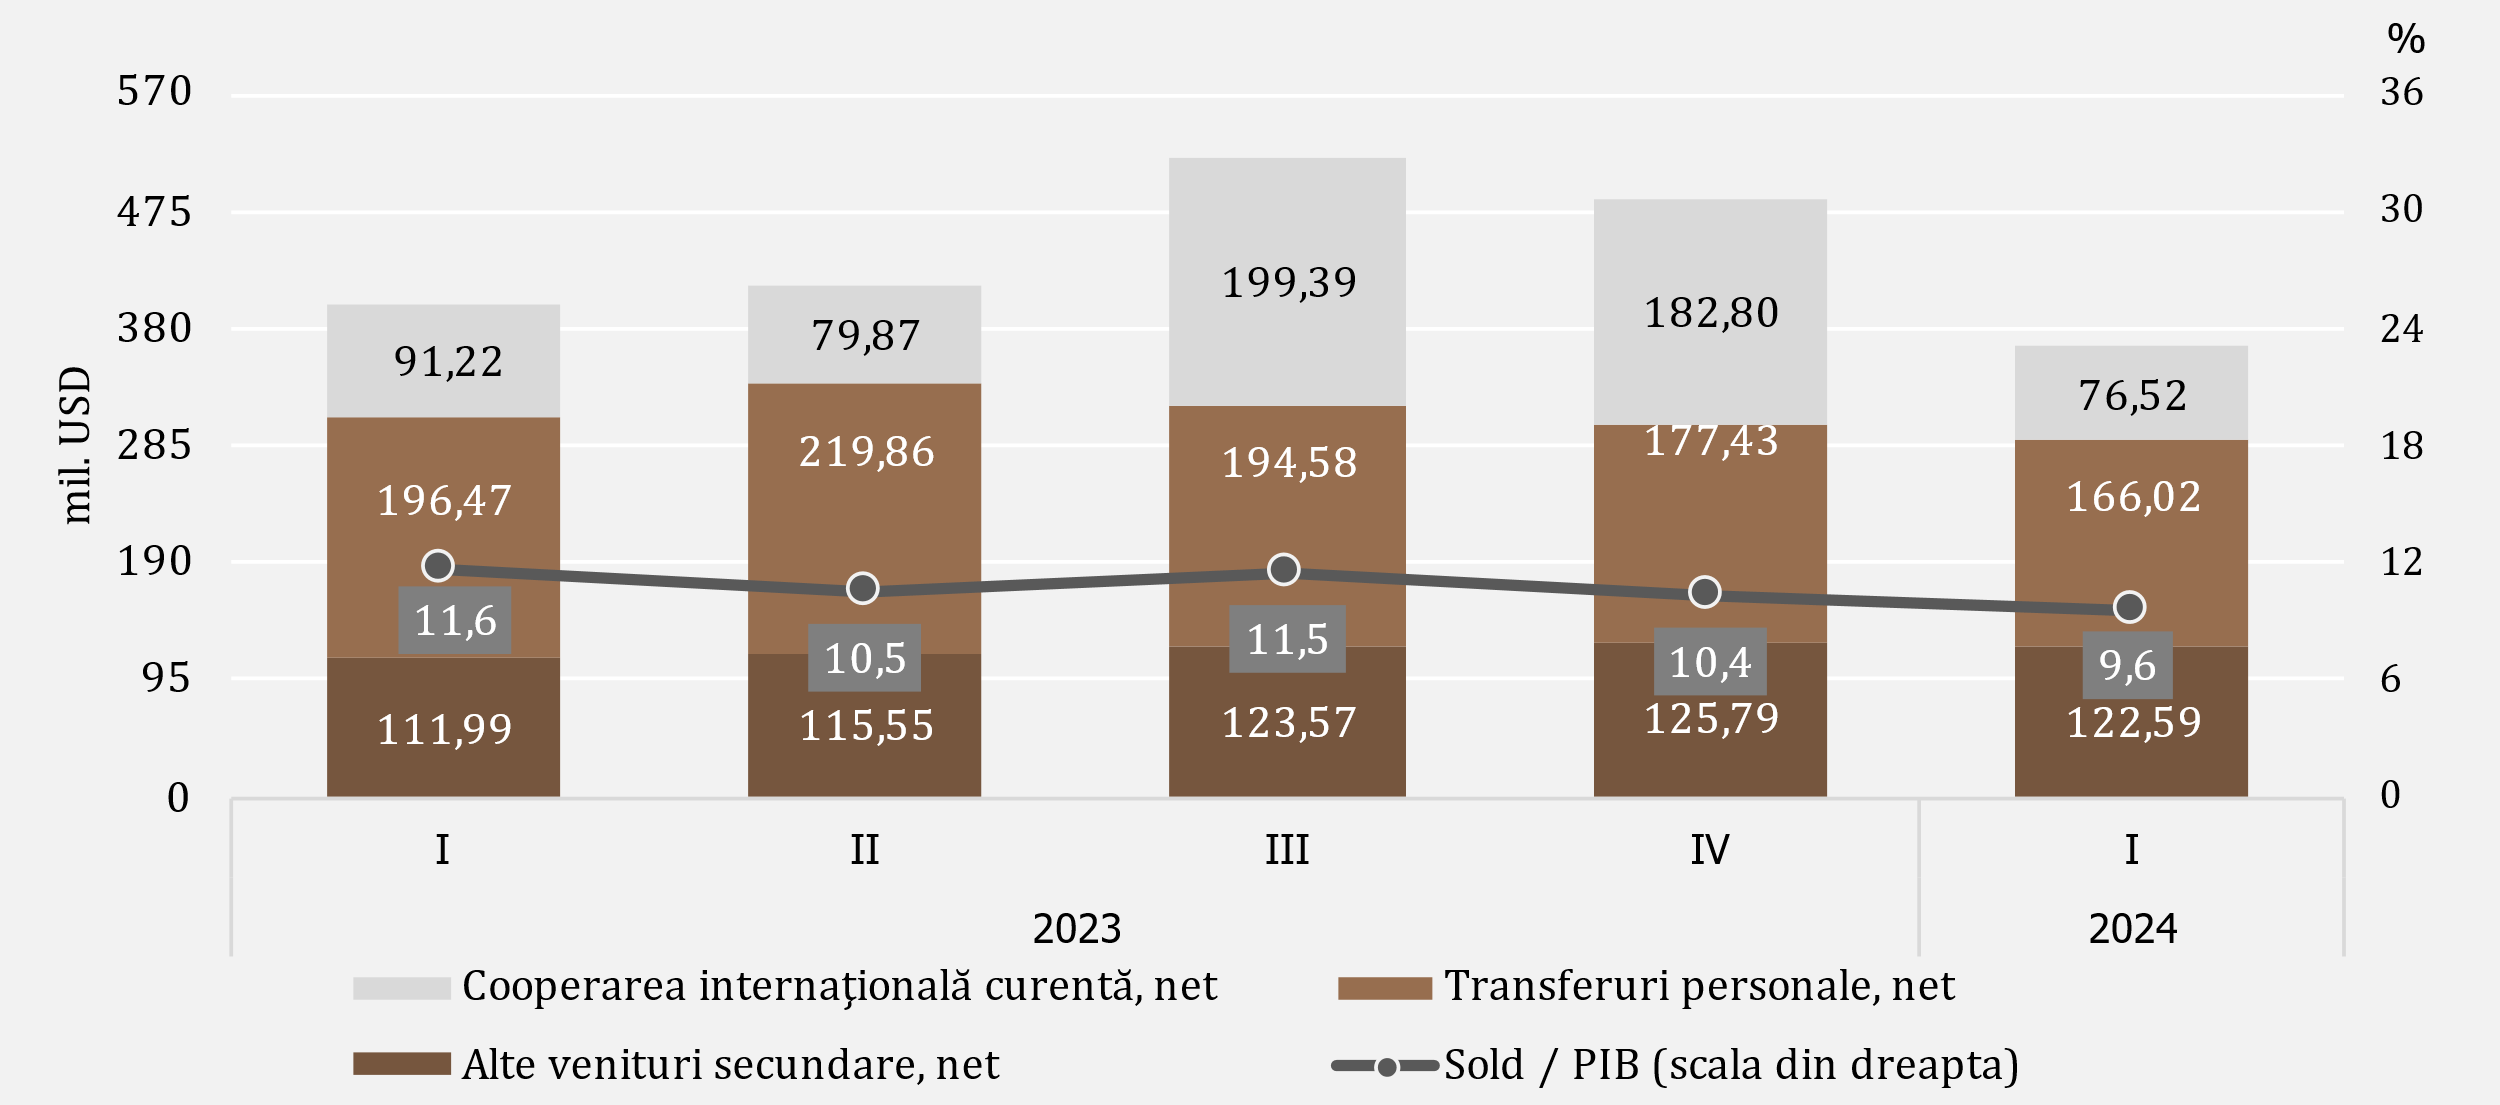 %
570 36
475 30
380 24
285 18
190 12
95 6
0 0
mil. USD
199,39
182,80
91,22 79,87 76,52
196,47 219,86 194,58 177,43 166,02
11,6 10,5 11,5 10,4 9,6
111,99 115,55 123,57 125,79 122,59
I II III IV I
2023 2024
Cooperarea internaţională curentă, net Transferuri personale, net
Alte venituri secundare, net Sold / PIB (scala din dreapta)